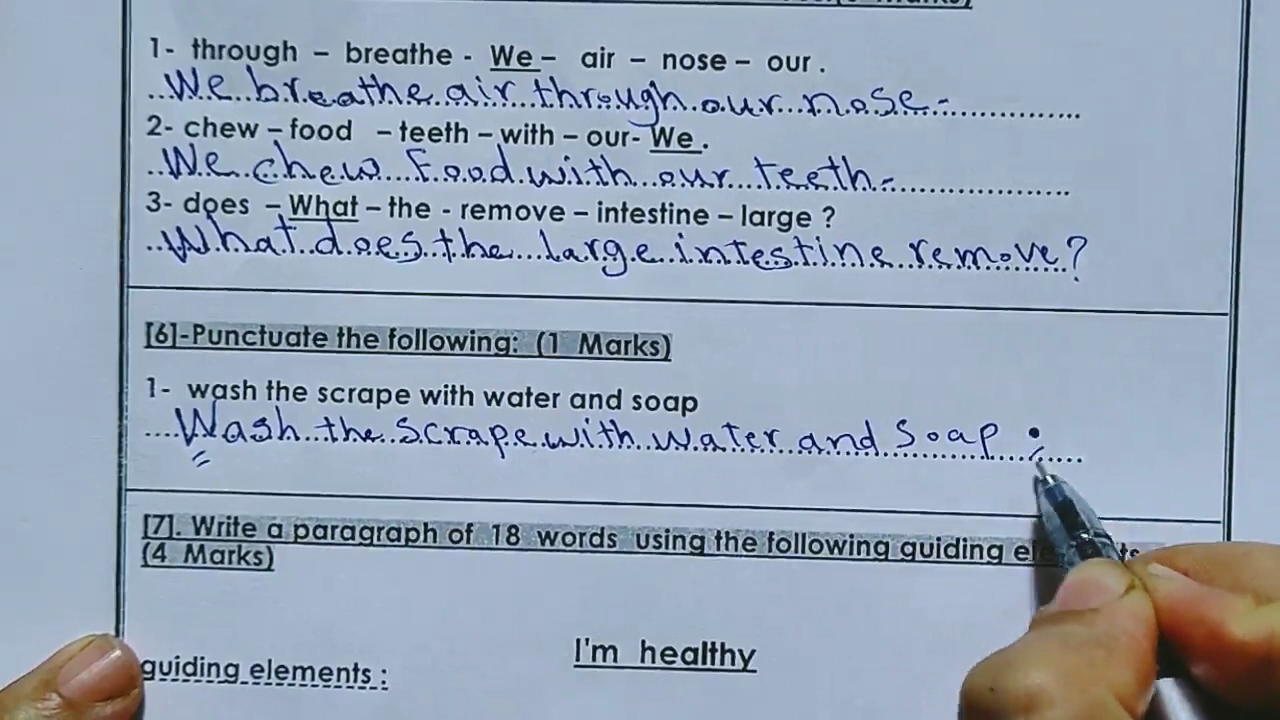 Marks)
1- through – breathe - We – air – nose – our .
We breathe air through our nose.
2- chew – food – teeth – with – our- We .
We chew food with our teeth.
3- does – What – the - remove – intestine – large ?
What does the large intestine remove?
[6]-Punctuate the following: (1 Marks)
1- wash the scrape with water and soap
Wash the scrape with water and soap .
[7]. Write a paragraph of 18 words using the following guiding
(4 Marks)
I'm healthy
guiding elements :